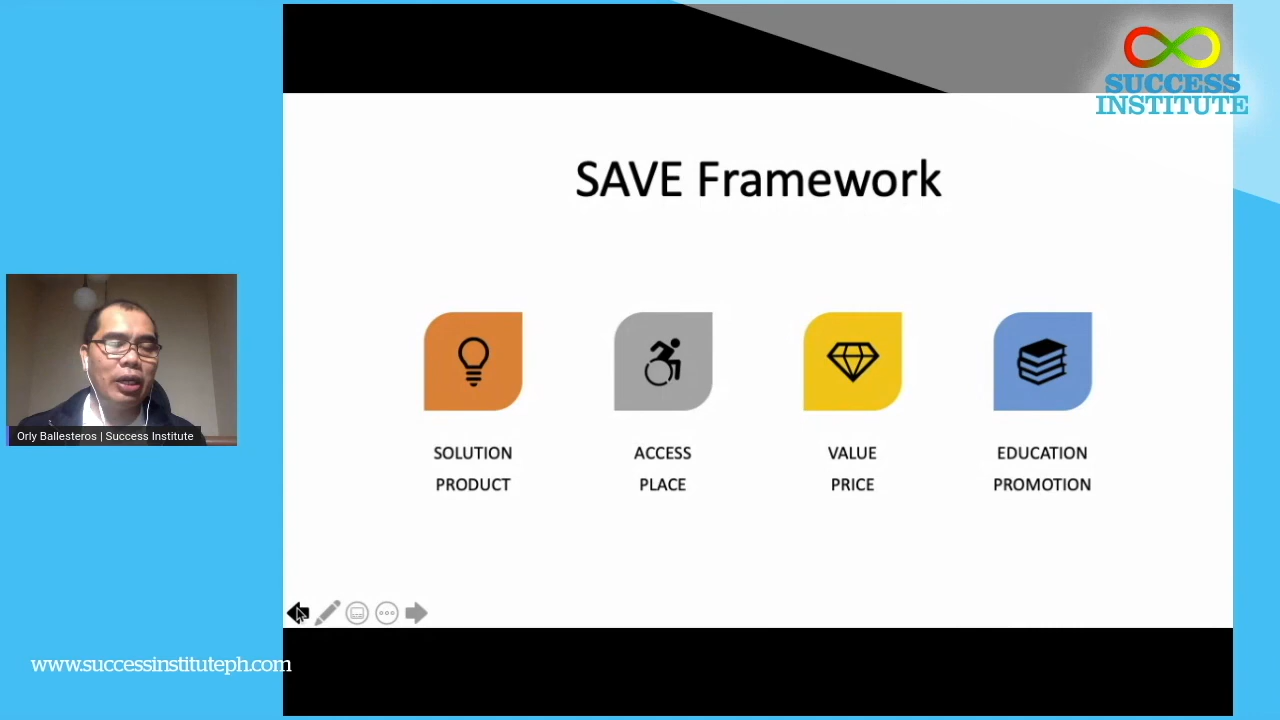 SUCCESS
INSTITUTE
SAVE Framework
SOLUTION
PRODUCT
ACCESS
PLACE
VALUE
PRICE
EDUCATION
PROMOTION
Orly Ballesteros | Success Institute
www.successinstituteph.com